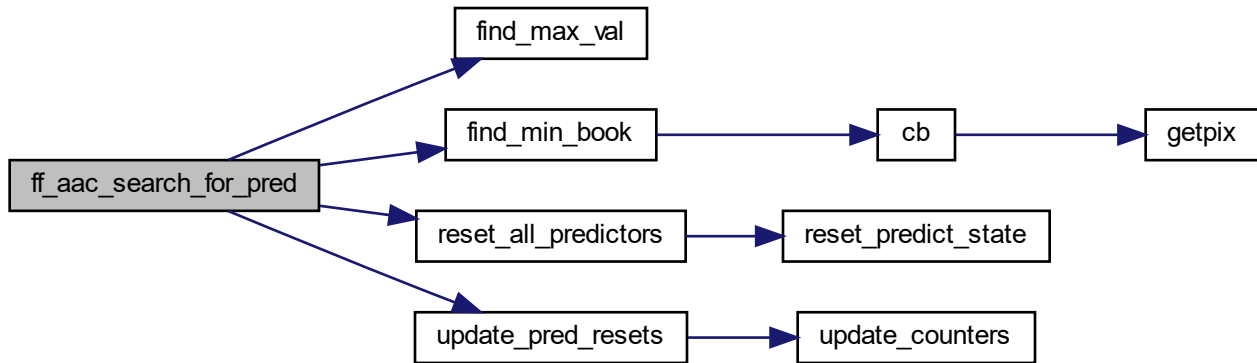 find_max_val
find_min_book
cb
getpix
ff_aac_search_for_pred
reset_all_predictors
reset_predict_state
update_pred_resets
update_counters